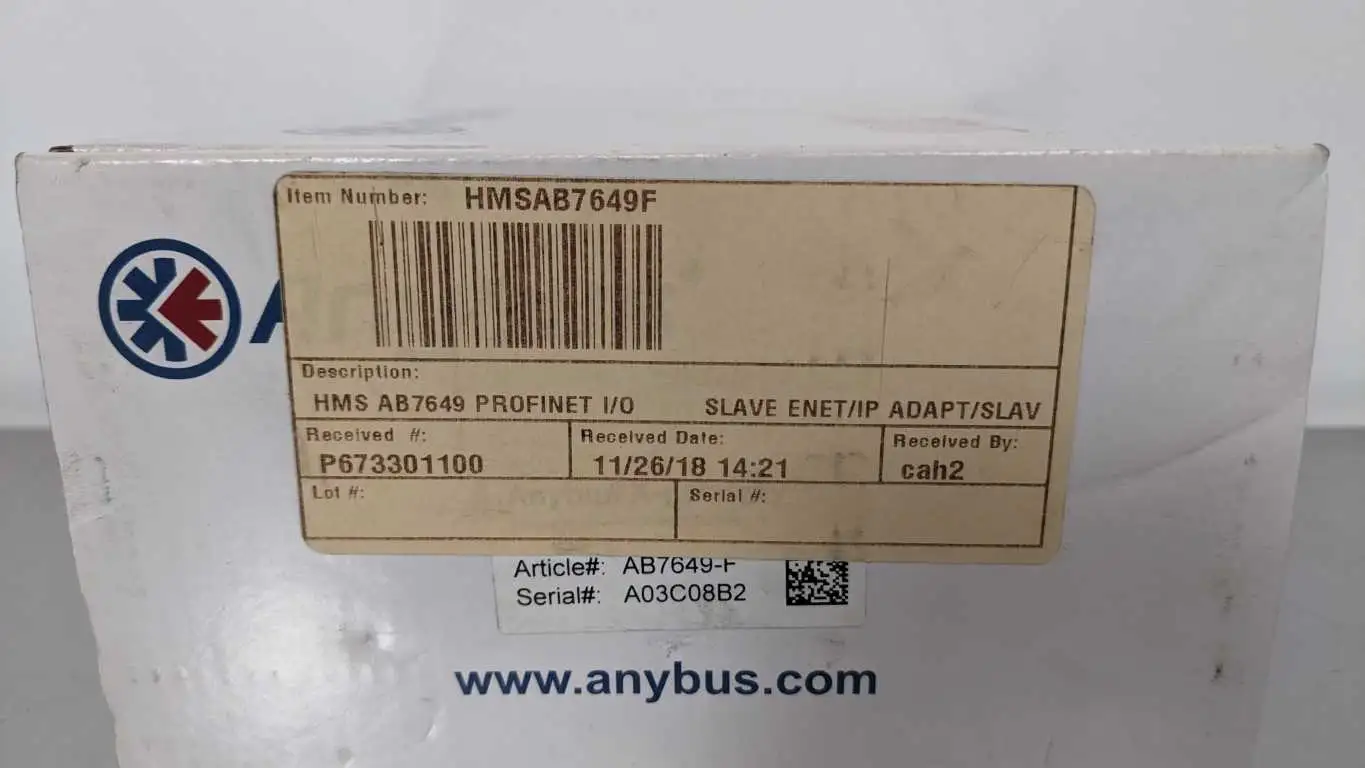 Item Number: HMSAB7649F
Description:
HMS AB7649 PROFINET I/O SLAVE ENET/IP ADAPT/SLAV
Received #: Received Date: Received By:
P673301100 11/26/18 14:21 cah2
Lot #: Serial #:
Article#: AB7649-F
Serial#: A03C08B2
www.anybus.com